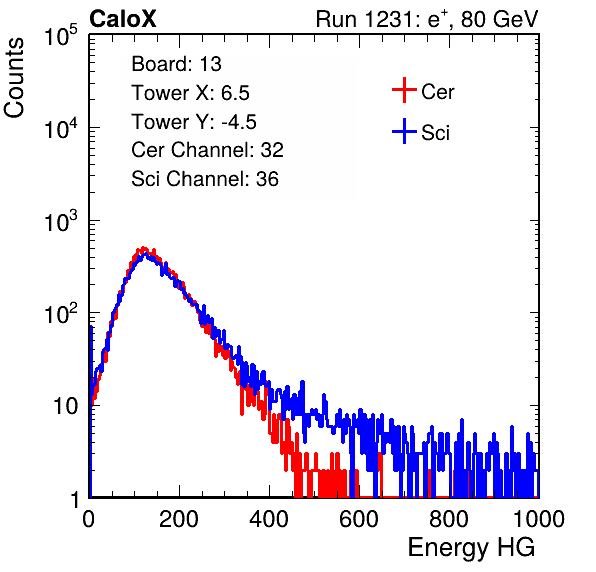 CaloX Run 1231: e⁺, 80 GeV
Counts
10⁵
10⁴
10³
10²
10
1
Board: 13
Tower X: 6.5
Tower Y: -4.5
Cer Channel: 32
Sci Channel: 36
Cer
Sci
0 200 400 600 800 1000
Energy HG